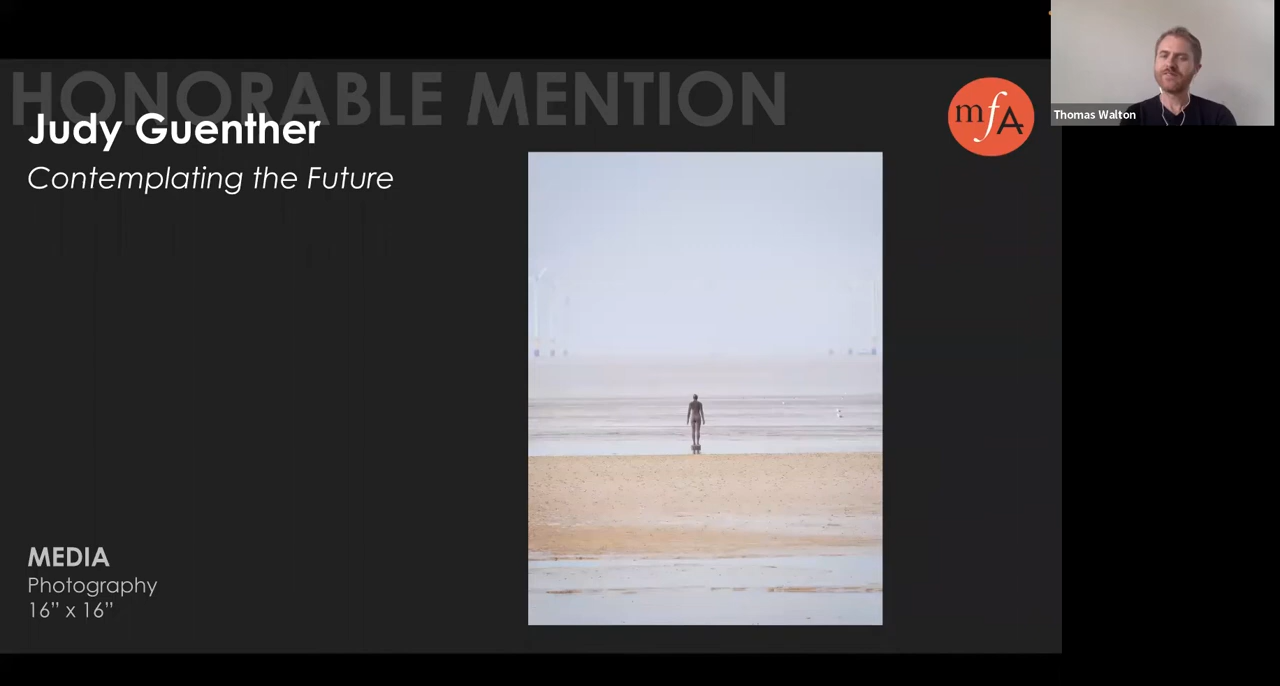 HONORABLE MENTION
Judy Guenther
Contemplating the Future
mfA
Thomas Walton
MEDIA
Photography
16” x 16”